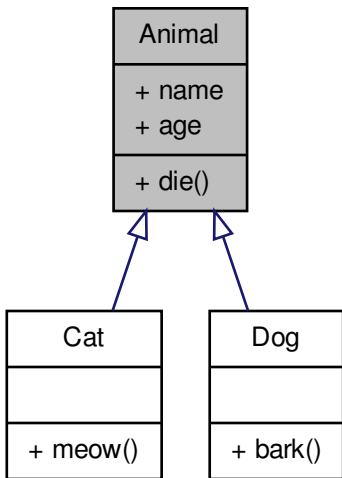 Animal
+ name
+ age
+ die()
Cat
+ meow()
Dog
+ bark()